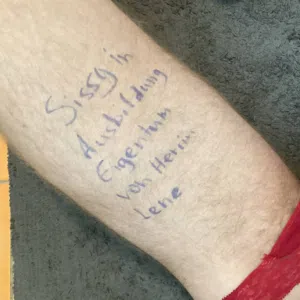 Sissy in
Ausbildung
Eigentum
von Herrin
Lene